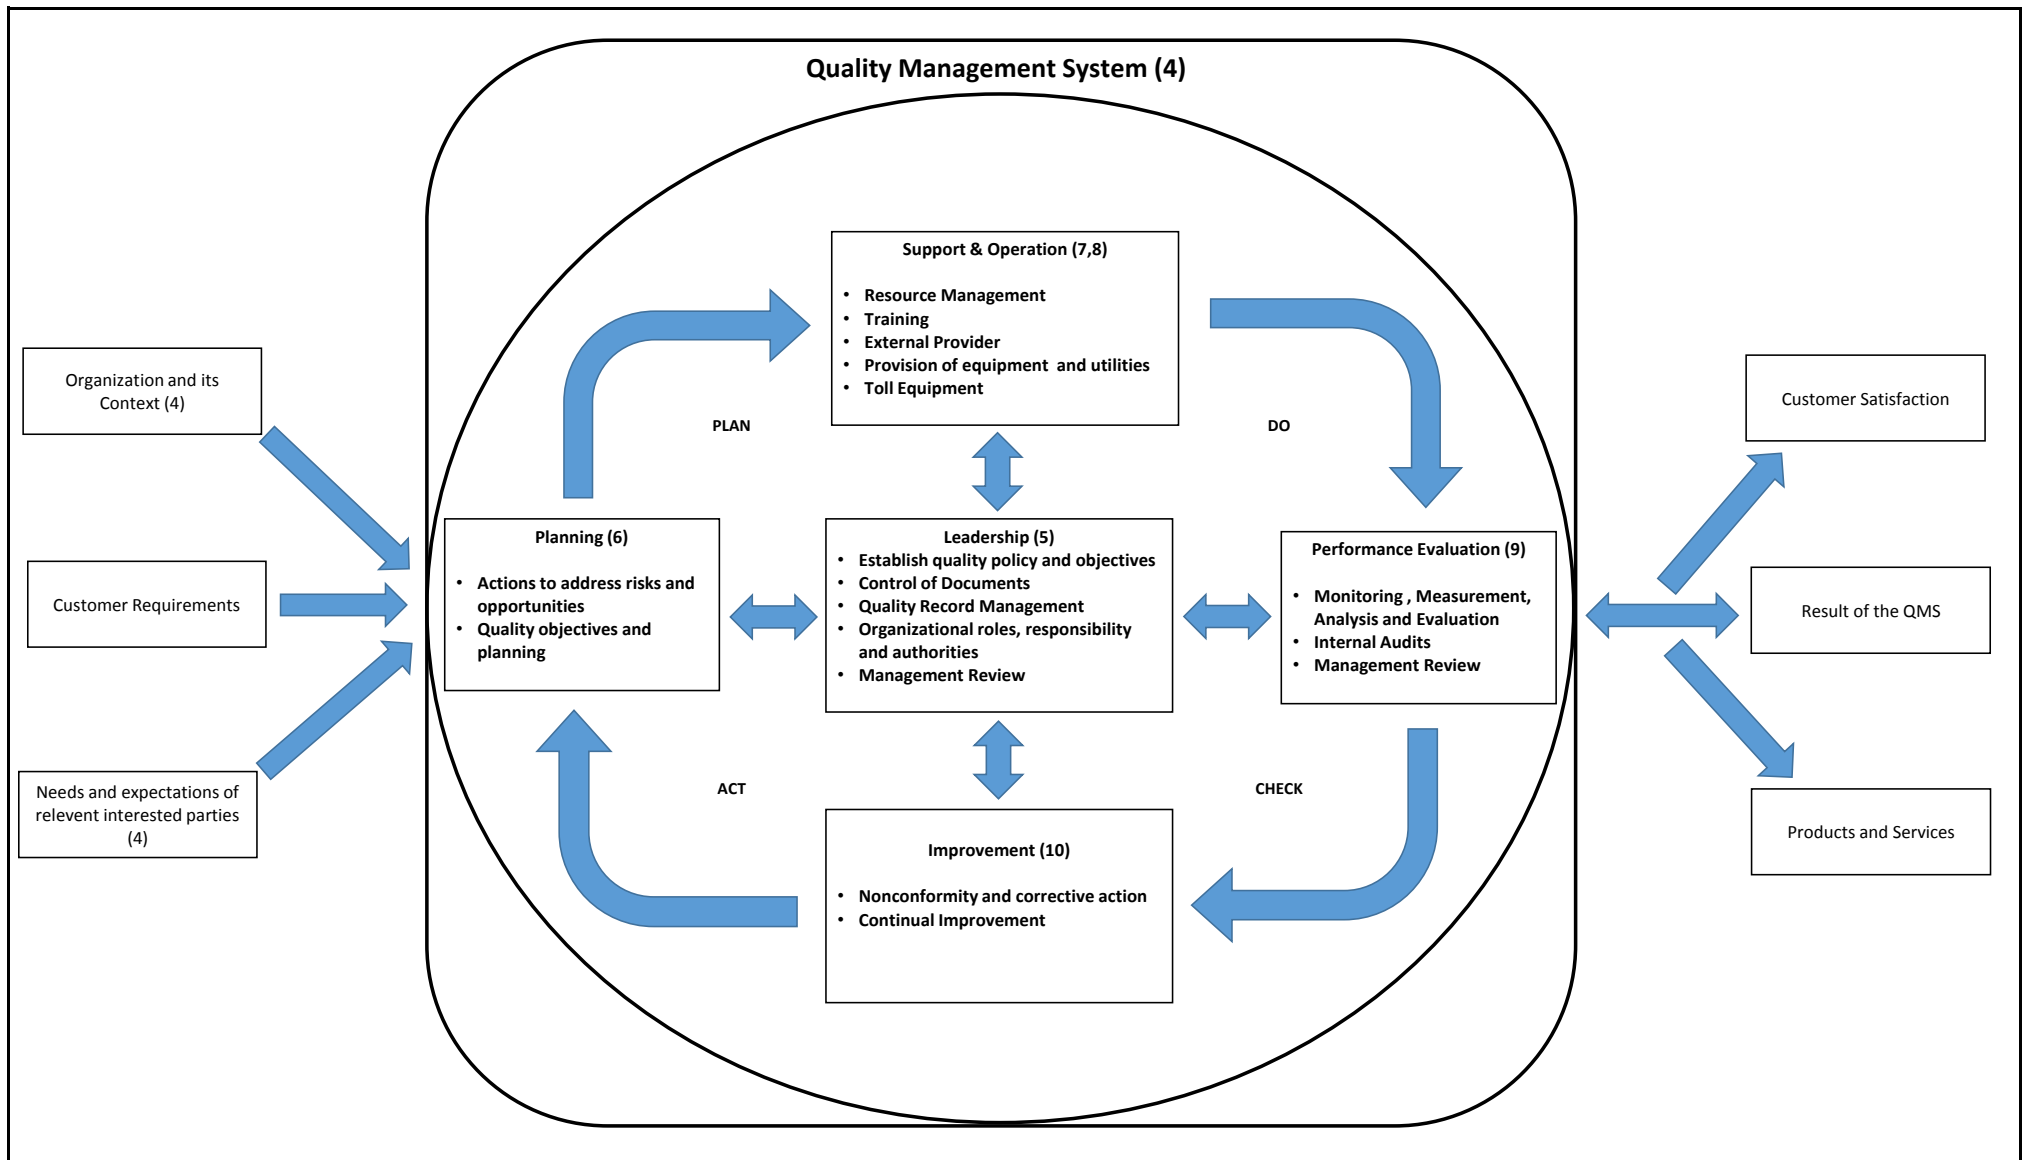 Quality Management System (4)
Support & Operation (7,8)
• Resource Management
• Training
• External Provider
• Provision of equipment  and utilities
• Toll Equipment
Organization and its
Context (4)
Customer Requirements
Needs and expectations of
relevent interested parties
(4)
PLAN
DO
Planning (6)
• Actions to address risks and
opportunities
• Quality objectives and
planning
Leadership (5)
• Establish quality policy and objectives
• Control of Documents
• Quality Record Management
• Organizational roles, responsibility
and authorities
• Management Review
Performance Evaluation (9)
• Monitoring , Measurement,
Analysis and Evaluation
• Internal Audits
• Management Review
ACT
CHECK
Improvement (10)
• Nonconformity and corrective action
• Continual Improvement
Customer Satisfaction
Result of the QMS
Products and Services